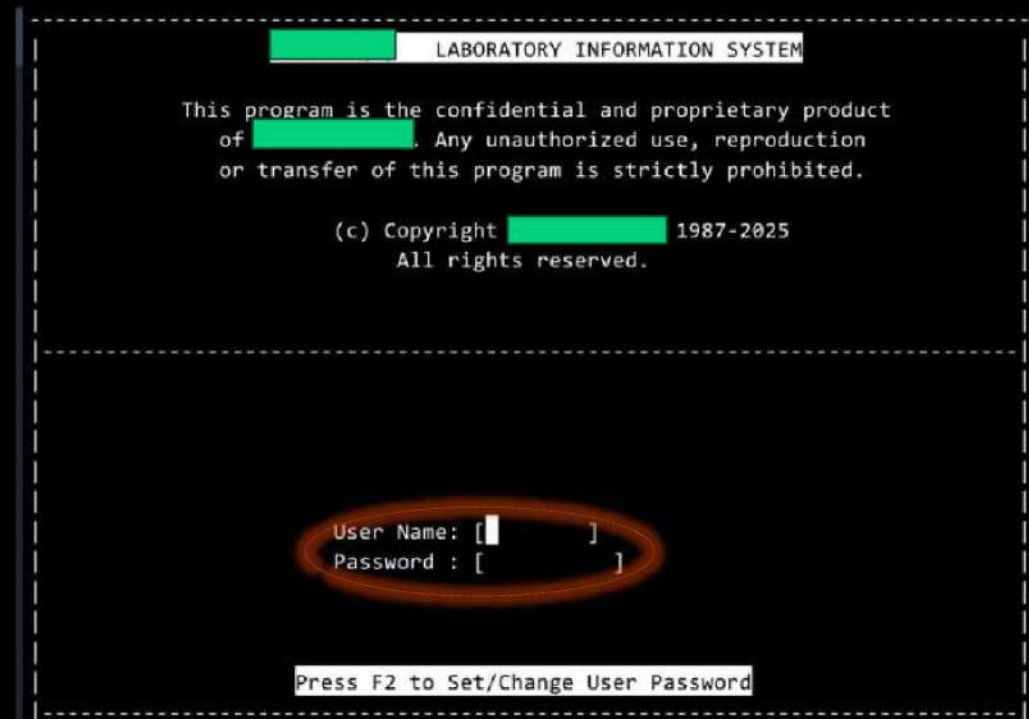 LABORATORY INFORMATION SYSTEM
This program is the confidential and proprietary product
of . Any unauthorized use, reproduction
or transfer of this program is strictly prohibited.
(c) Copyright 1987-2025
All rights reserved.
User Name: [ ]
Password : [ ]
Press F2 to Set/Change User Password